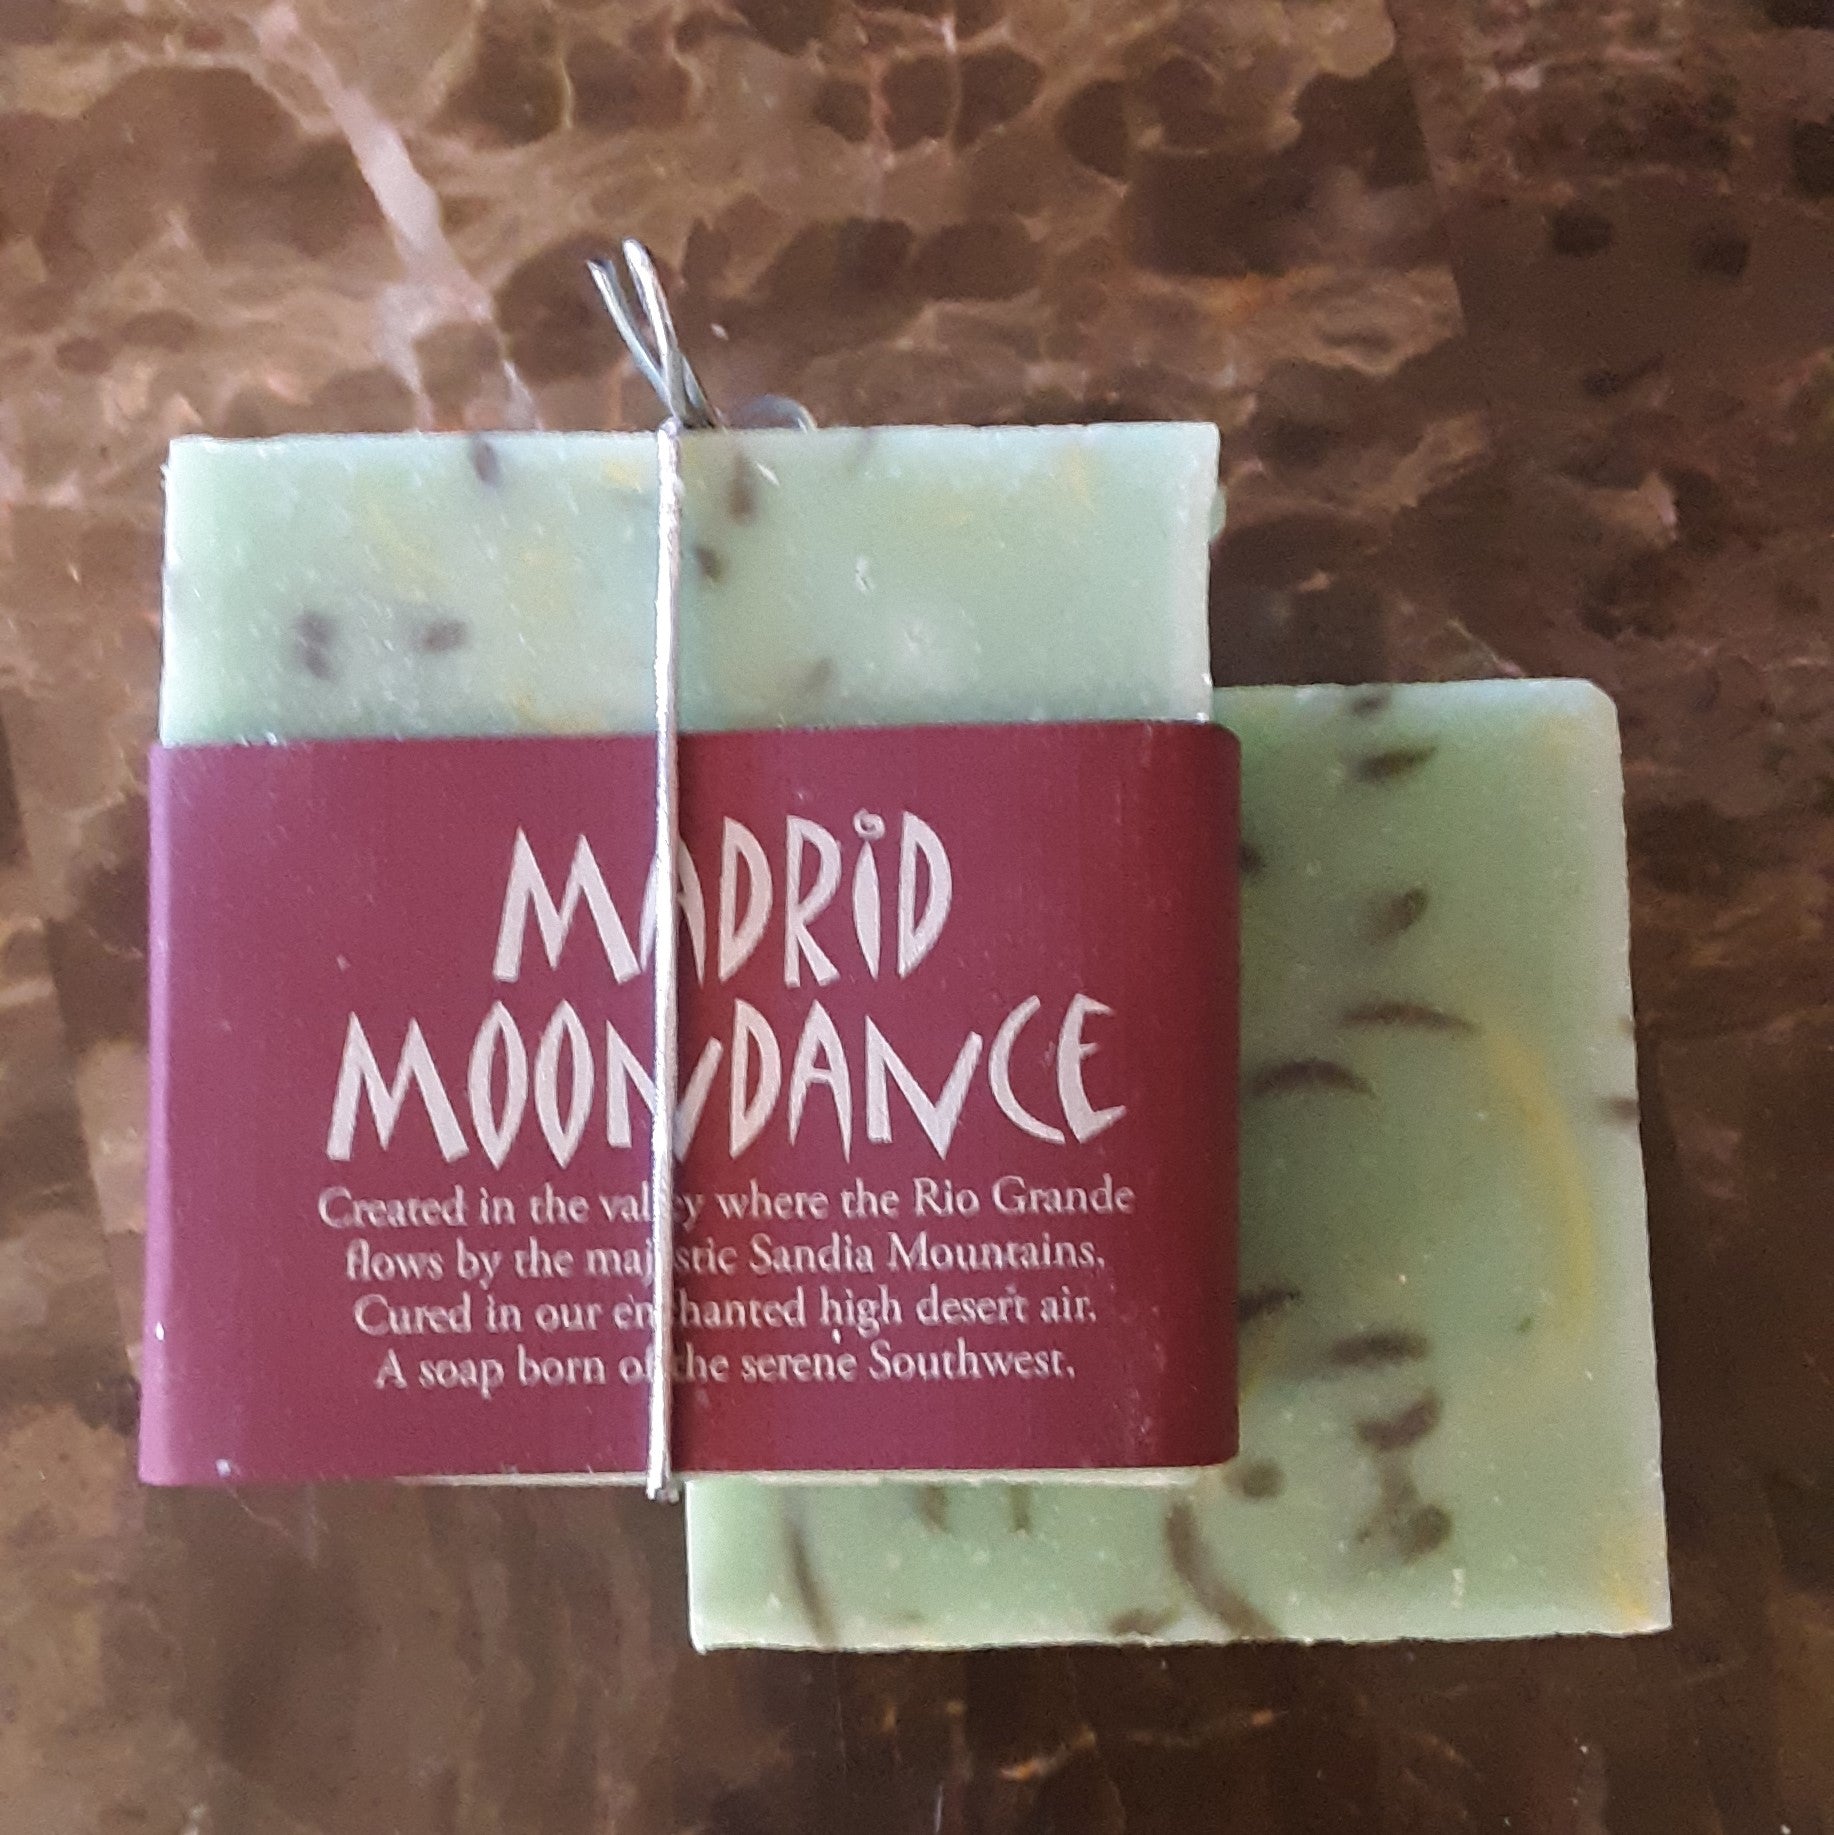 MADRiD
MOONDANCE
Created in the valley where the Rio Grande
flows by the majestic Sandia Mountains.
Cured in our enchanted high desert air.
A soap born of the serene Southwest.